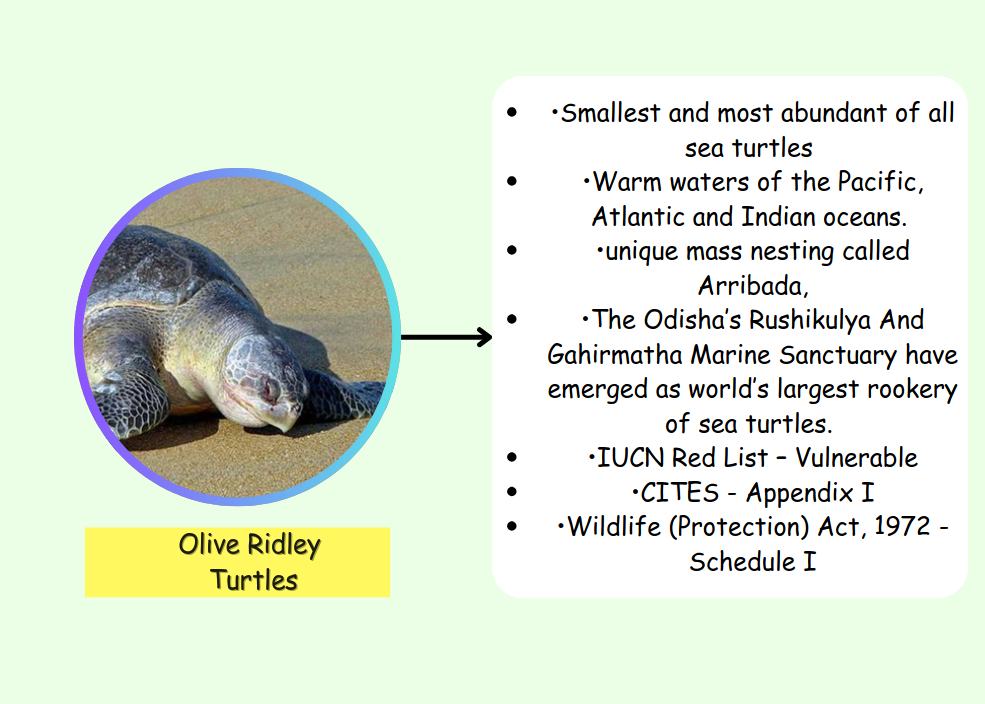 • •Smallest and most abundant of all
sea turtles
• •Warm waters of the Pacific,
Atlantic and Indian oceans.
• •unique mass nesting called
Arribada,
• •The Odisha's Rushikulya And
Gahirmatha Marine Sanctuary have
emerged as world's largest rookery
of sea turtles.
• •IUCN Red List – Vulnerable
• •CITES - Appendix I
• •Wildlife (Protection) Act, 1972 -
Schedule I
Olive Ridley
Turtles